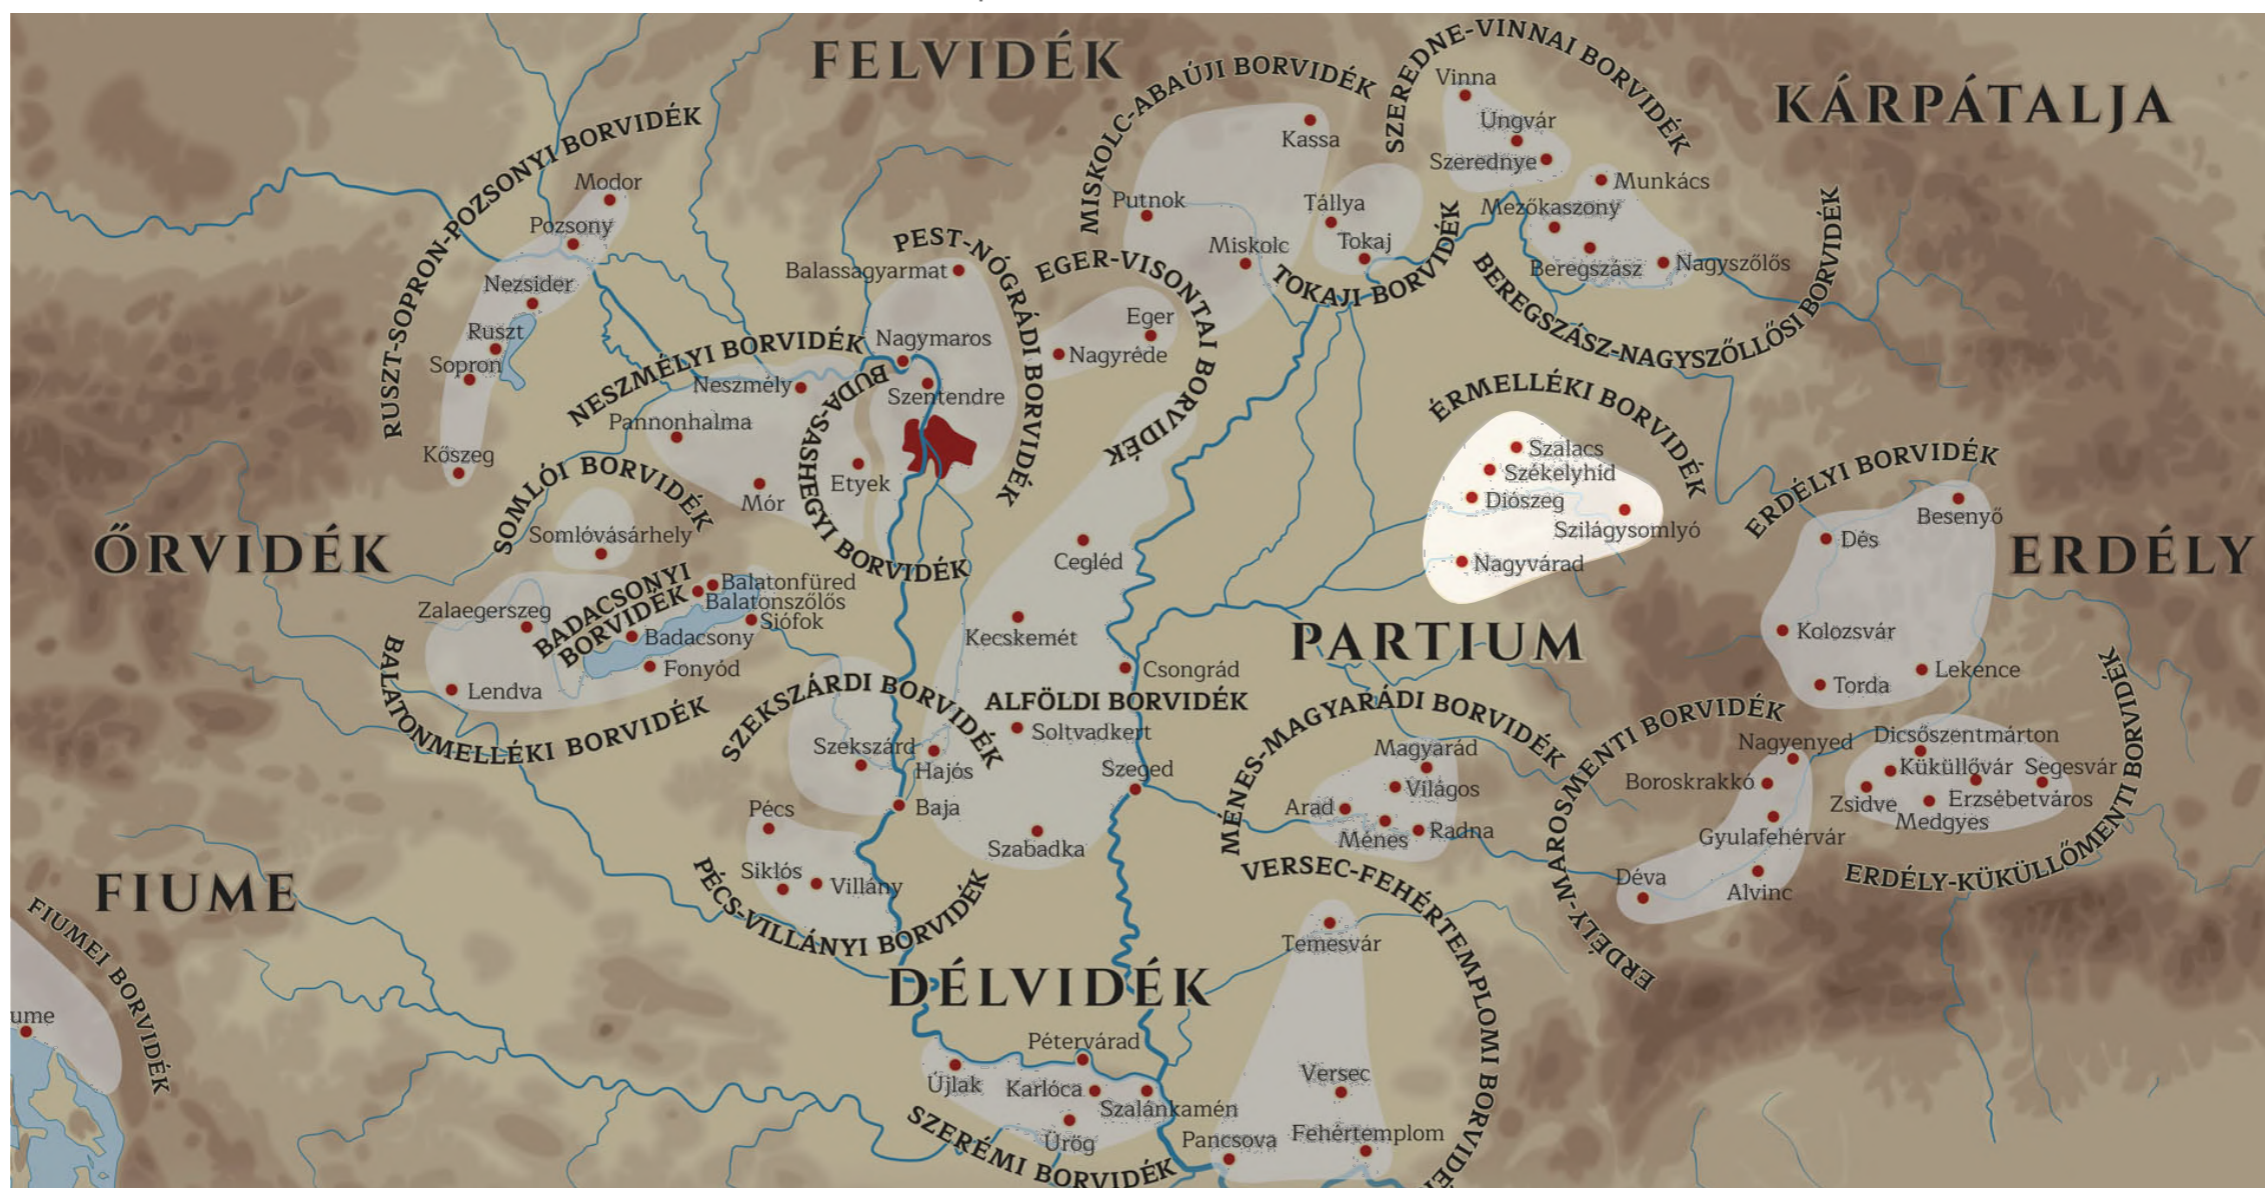 FELVIDÉK
KÁRPÁTALJA
ŐRVIDÉK
ERDÉLY
PARTIUM
FIUME
DÉLVIDÉK
RUSZT-SOPRON-POZSONYI BORVIDÉK
Modor
Pozsony
Nezsider
Ruszt
Sopron
Kőszeg
NESZMÉLYI BORVIDÉK
Neszmély
Pannonhalma
Mór
BUDA-SASHEGYI BORVIDÉK
Etyek
PEST-NÓGRÁDI BORVIDÉK
Balassagyarmat
Nagymaros
Szentendre
MISKOLC-ABAÚJI BORVIDÉK
Kassa
Putnok
Miskolc
EGER-VISONTAI BORVIDÉK
Eger
Nagyréde
TOKAJI BORVIDÉK
Tállya
Tokaj
SZEREDNE-VINNAI BORVIDÉK
Vinna
Ungvár
Szerednye
BEREGSZÁSZ-NAGYSZŐLLŐSI BORVIDÉK
Munkács
Mezőkaszony
Beregszász
Nagyszőlős
ÉRMELLÉKI BORVIDÉK
Szalacs
Székelyhíd
Diószeg
Szilágysomlyó
Nagyvárad
ERDÉLYI BORVIDÉK
Besenyő
Dés
Kolozsvár
Lekence
Torda
SOMLÓI BORVIDÉK
Somlóvásárhely
BADACSONYI
BORVIDÉK
Balatonfüred
Balatonszőlős
Siófok
Badacsony
Fonyód
Zalaegerszeg
Lendva
BALATONMELLÉKI BORVIDÉK
SZEKSZÁRDI BORVIDÉK
Szekszárd
Hajós
Baja
PÉCS-VILLÁNYI BORVIDÉK
Pécs
Siklós
Villány
ALFÖLDI BORVIDÉK
Cegléd
Kecskemét
Csongrád
Soltvadkert
Szeged
Szabadka
MÉNES-MAGYARÁDI BORVIDÉK
Magyarád
Világos
Arad
Ménes
Radna
ERDÉLY-MAROSMENTI BORVIDÉK
Nagyenyed
Boroskrakkó
Gyulafehérvár
Alvinc
Déva
ERDÉLY-KÜKÜLLŐMENTI BORVIDÉK
Dicsőszentmárton
Küküllővár
Segesvár
Zsidve
Erzsébetváros
Medgyes
VERSEC-FEHÉRTEMPLOMI BORVIDÉK
Temesvár
Versec
Fehértemplom
Pancsova
SZERÉMI BORVIDÉK
Pétervárad
Újlak
Karlóca
Szalánkamén
Ürög
FIUMEI BORVIDÉK
ume